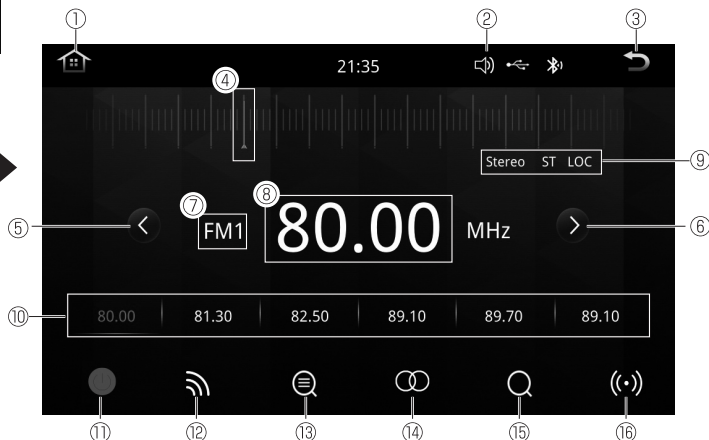 ① ② ③
21:35
④
Stereo ST LOC ⑨
⑤ ⑦ FM1 ⑧ 80.00 MHz ⑥
⑩ 80.00 81.30 82.50 89.10 89.70 89.10
⑪ ⑫ ⑬ ⑭ ⑮ ⑯